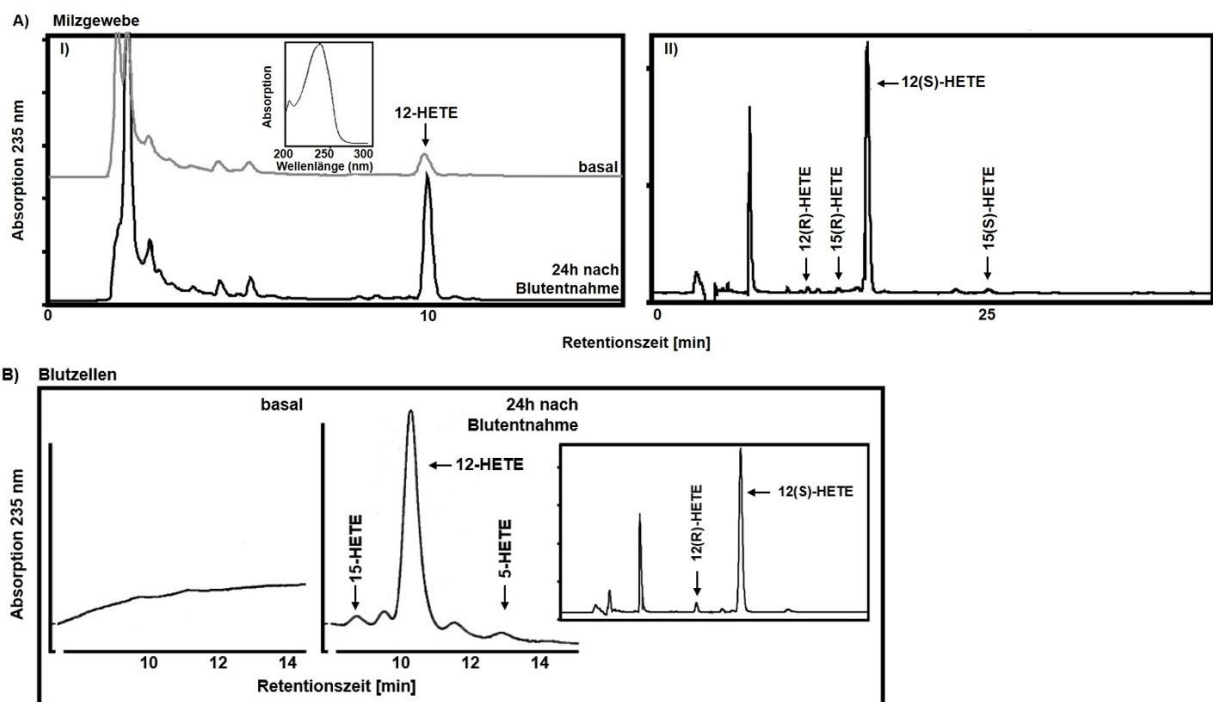 A) Milzgewebe
I)
Absorption 235 nm
Absorption
200 250 300
Wellenlänge (nm)
12-HETE
basal
24h nach
Blutentnahme
0 10
II)
12(R)-HETE
15(R)-HETE
12(S)-HETE
15(S)-HETE
0 25
Retentionszeit [min]
B) Blutzellen
Absorption 235 nm
basal
10 12 14
24h nach
Blutentnahme
15-HETE
12-HETE
5-HETE
10 12 14
12(R)-HETE
12(S)-HETE
Retentionszeit [min]